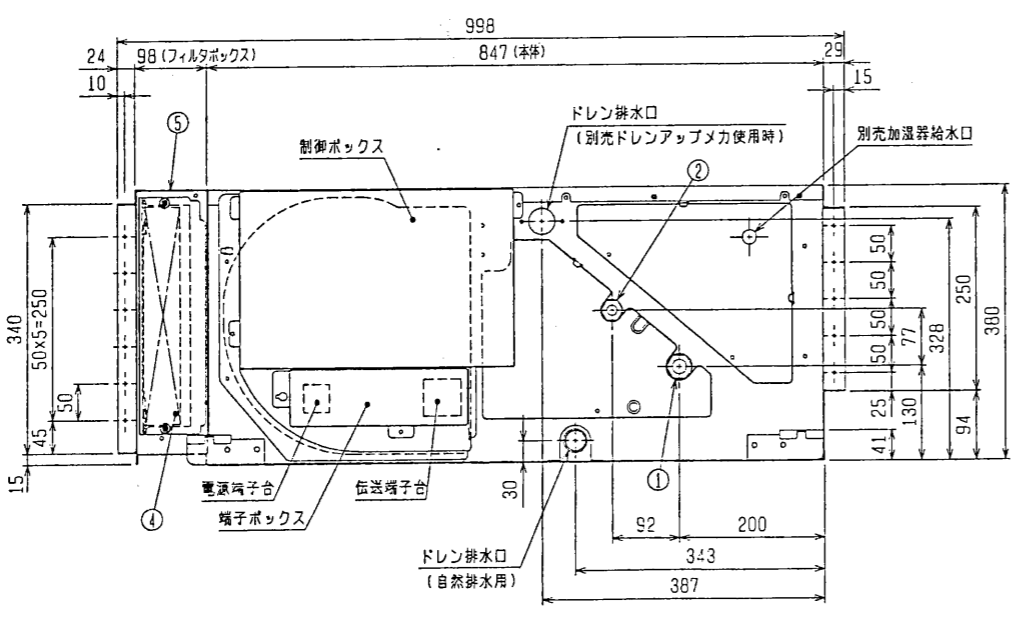 998
24
98(フィルタボックス)
847(本体)
29
10
15
⑤
ドレン排水口
(別売ドレンアップメカ使用時)
別売加湿器給水口
制御ボックス
②
340
50×5=250
50
45
15
50
50
50
50
25
41
77
130
328
250
94
380
電源端子台
伝送端子台
30
①
④
端子ボックス
92
200
ドレン排水口
(自然排水用)
343
387